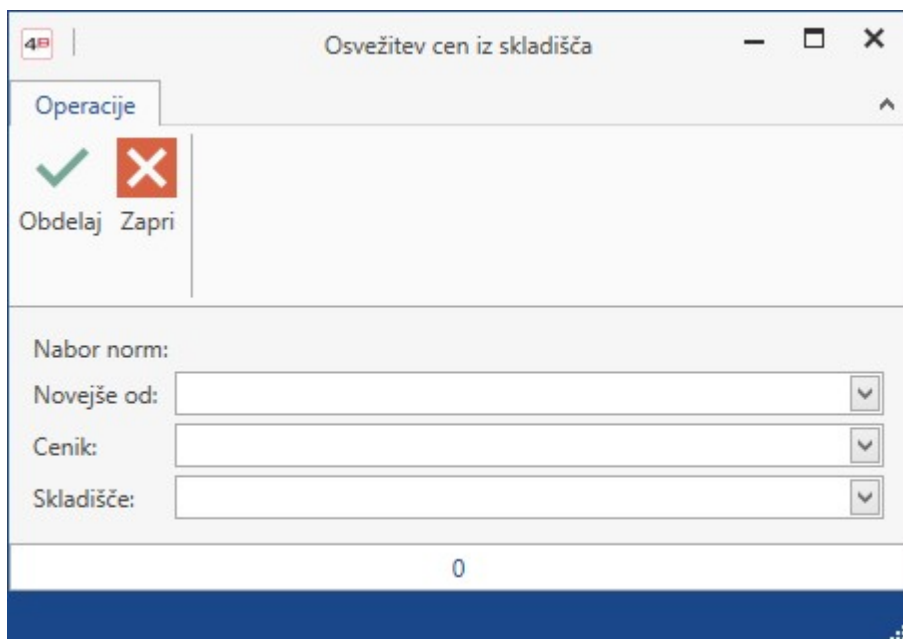 4B
Osvežitev cen iz skladišča
Operacije
Obdelaj
Zapri
Nabor norm:
Novejše od:
Cenik:
Skladišče:
0